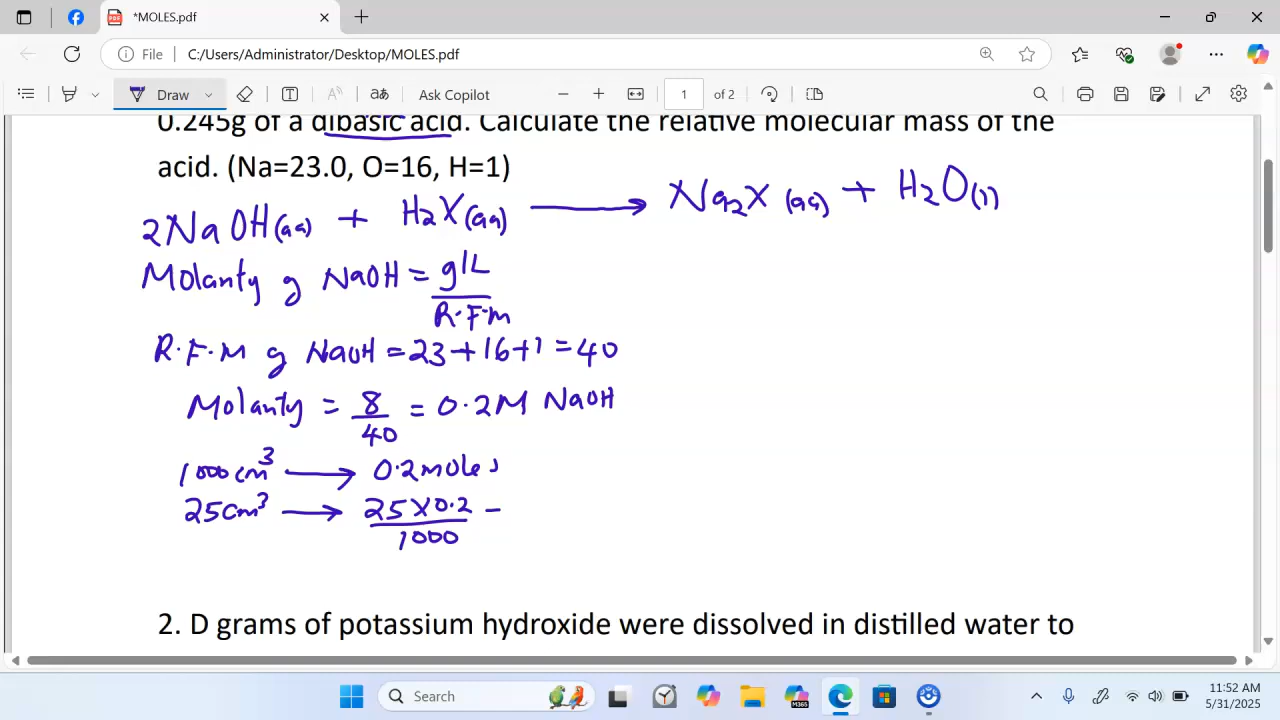 *MOLES.pdf
File C:/Users/Administrator/Desktop/MOLES.pdf
Draw Ask Copilot 1 of 2
0.245g of a dibasic acid. Calculate the relative molecular mass of the
acid. (Na=23.0, O=16, H=1)
2NaOH(aq) + H2X(aq) ⟶ Na2X (aq) + H2O(l)
Molarity of NaOH = g/L
R.F.m
R.F.M of NaOH = 23+16+1 = 40
Molarity = 8 = 0.2M NaOH
40
1000cm³ ⟶ 0.2moles
25cm³ ⟶ 25X0.2 =
1000
2. D grams of potassium hydroxide were dissolved in distilled water to
Search
11:52 AM
5/31/2025